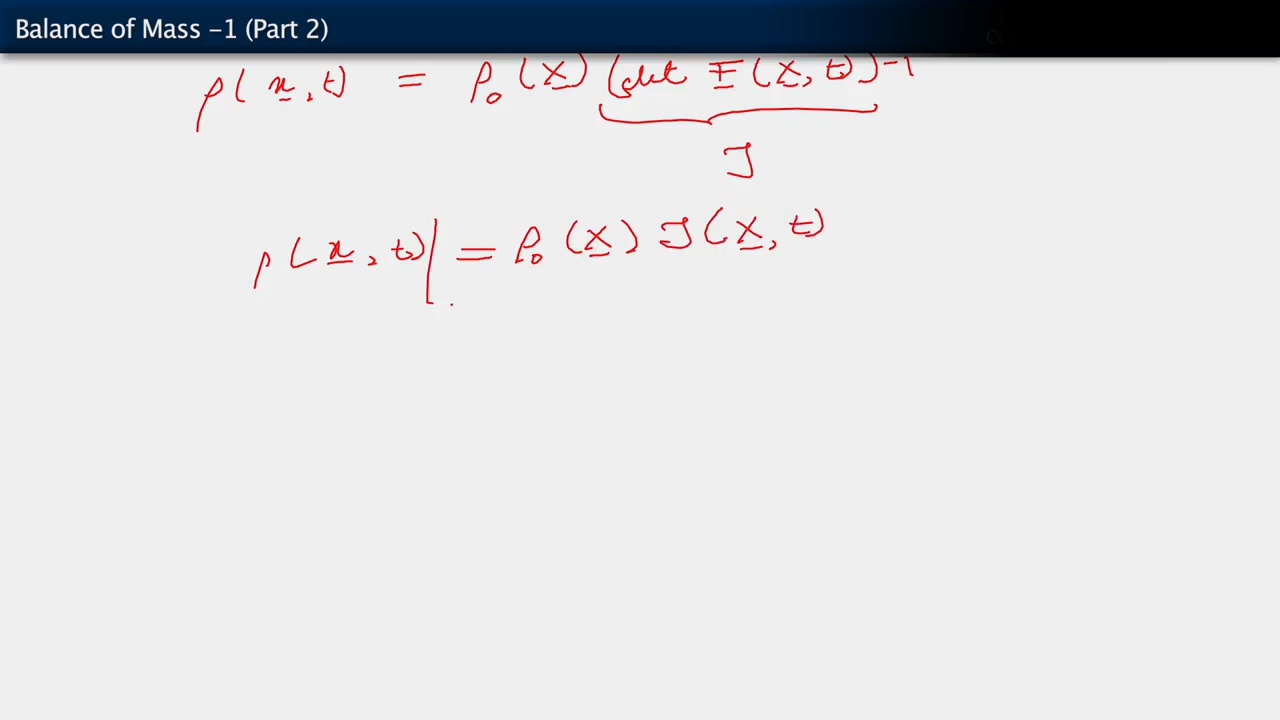 Balance of Mass -1 (Part 2)
ρ(x, t) = ρ₀(X) (det F(X, t))⁻¹
J
ρ(x, t)| = ρ₀(X) J(X, t)